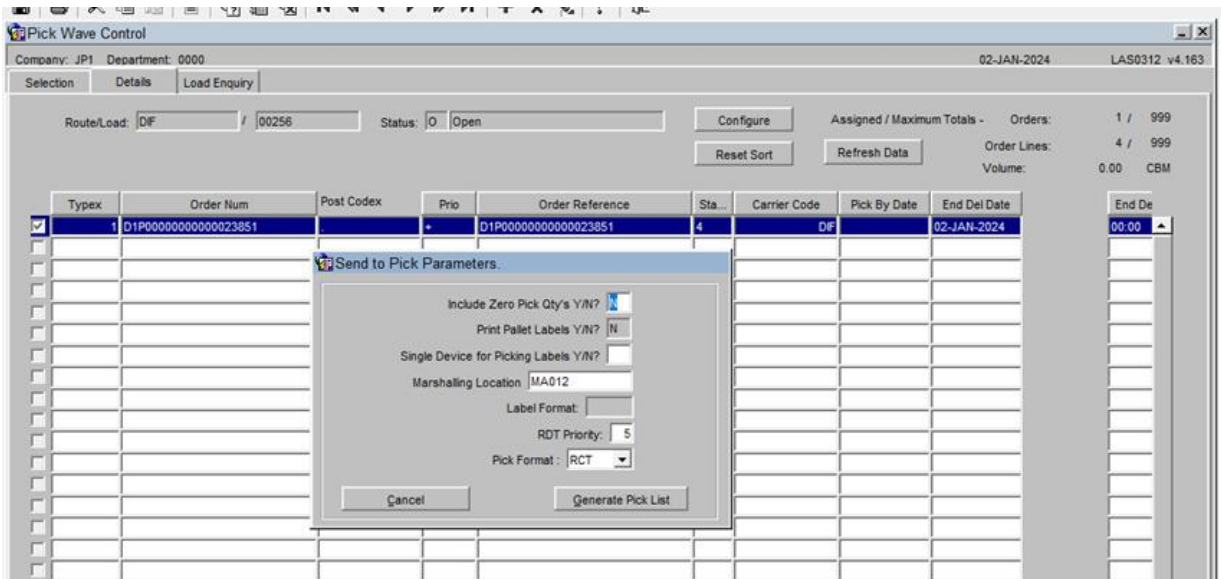 Pick Wave Control
Company: JP1 Department: 0000 02-JAN-2024 LAS0312 v4.163
Selection Details Load Enquiry
Route/Load: DIF / 00256 Status: O Open Configure Assigned / Maximum Totals - Orders: 1 / 999
Reset Sort Refresh Data Order Lines: 4 / 999
Volume: 0.00 CBM
Typex Order Num Post Codex Prio Order Reference Sta... Carrier Code Pick By Date End Del Date End De
1 D1P00000000000023851 . + D1P00000000000023851 4 DIF 02-JAN-2024 00:00
Send to Pick Parameters.
Include Zero Pick Qty's Y/N? N
Print Pallet Labels Y/N? N
Single Device for Picking Labels Y/N?
Marshalling Location MA012
Label Format:
RDT Priority: 5
Pick Format : RCT
Cancel Generate Pick List